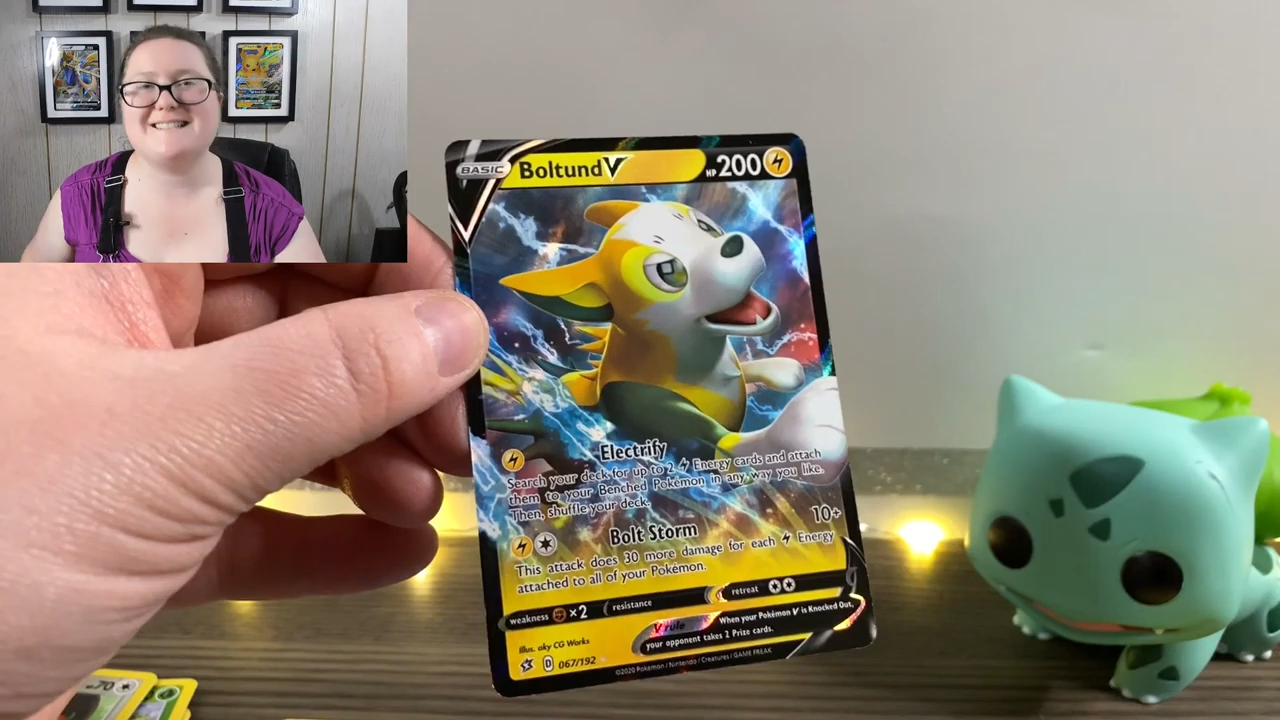 BASIC Boltund V HP 200
Electrify
Search your deck for up to 2 Energy cards and attach
them to your Benched Pokémon in any way you like.
Then, shuffle your deck.
Bolt Storm 10+
This attack does 30 more damage for each Energy
attached to all of your Pokémon.
weakness ×2 resistance retreat
V rule When your Pokémon V is Knocked Out,
your opponent takes 2 Prize cards.
Illus. aky CG Works
D 067/192
©2020 Pokémon / Nintendo / Creatures / GAME FREAK
70